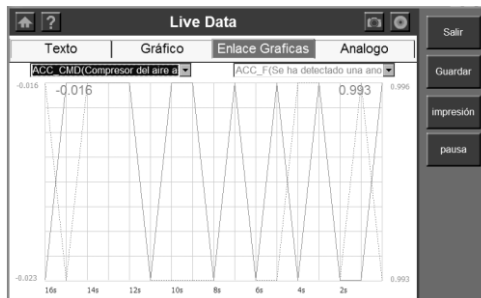 ? Live Data
Texto Gráfico Enlace Graficas Analogo
ACC_CMD(Compresor del aire a
ACC_F(Se ha detectado una ano
-0.016 -0.016 0.993 0.996
-0.023 0.993
16s 14s 12s 10s 8s 6s 4s 2s
Salir
Guardar
impresión
pausa